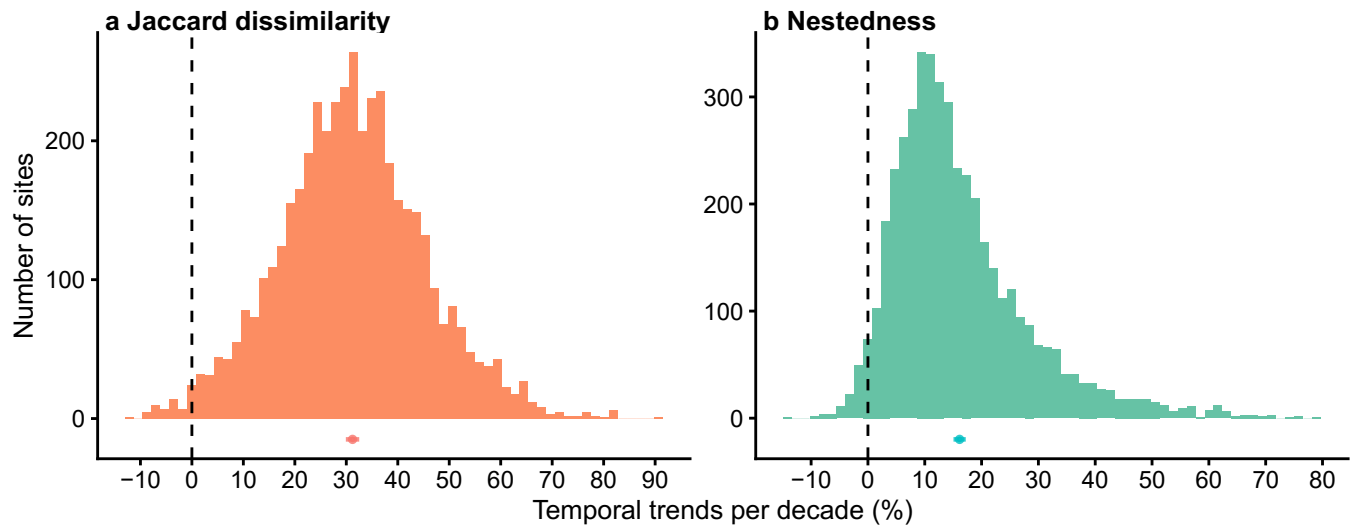 a Jaccard dissimilarity
b Nestedness
Number of sites
200
100
0
300
200
100
0
−10 0 10 20 30 40 50 60 70 80 90
−10 0 10 20 30 40 50 60 70 80
Temporal trends per decade (%)